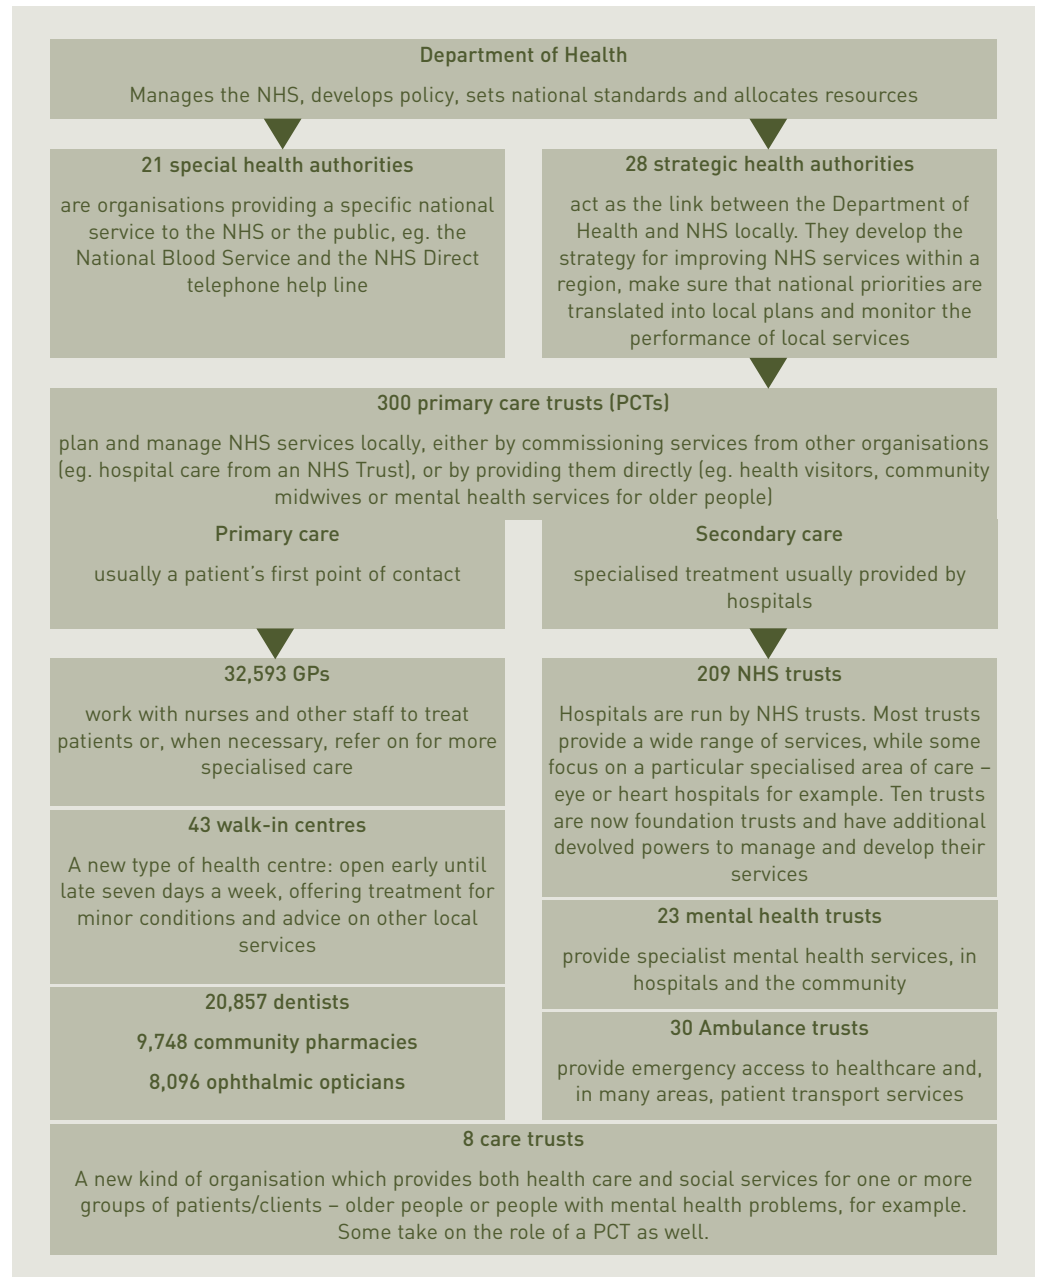 Department of Health
Manages the NHS, develops policy, sets national standards and allocates resources
21 special health authorities
are organisations providing a specific national
service to the NHS or the public, eg. the
National Blood Service and the NHS Direct
telephone help line
28 strategic health authorities
act as the link between the Department of
Health and NHS locally. They develop the
strategy for improving NHS services within a
region, make sure that national priorities are
translated into local plans and monitor the
performance of local services
300 primary care trusts (PCTs)
plan and manage NHS services locally, either by commissioning services from other organisations
(eg. hospital care from an NHS Trust), or by providing them directly (eg. health visitors, community
midwives or mental health services for older people)
Primary care
usually a patient's first point of contact
Secondary care
specialised treatment usually provided by
hospitals
32,593 GPs
work with nurses and other staff to treat
patients or, when necessary, refer on for more
specialised care
43 walk-in centres
A new type of health centre: open early until
late seven days a week, offering treatment for
minor conditions and advice on other local
services
20,857 dentists
9,748 community pharmacies
8,096 ophthalmic opticians
209 NHS trusts
Hospitals are run by NHS trusts. Most trusts
provide a wide range of services, while some
focus on a particular specialised area of care –
eye or heart hospitals for example. Ten trusts
are now foundation trusts and have additional
devolved powers to manage and develop their
services
23 mental health trusts
provide specialist mental health services, in
hospitals and the community
30 Ambulance trusts
provide emergency access to healthcare and,
in many areas, patient transport services
8 care trusts
A new kind of organisation which provides both health care and social services for one or more
groups of patients/clients – older people or people with mental health problems, for example.
Some take on the role of a PCT as well.